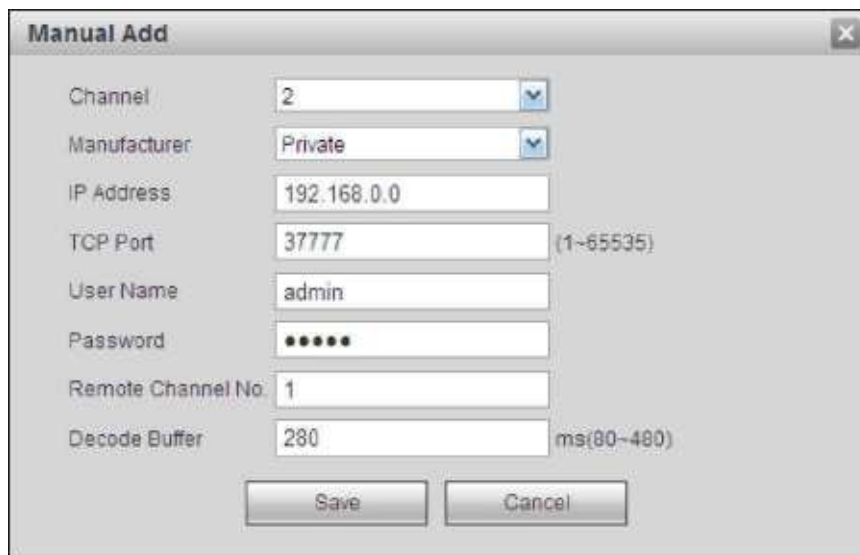 Manual Add
Channel 2
Manufacturer Private
IP Address 192.168.0.0
TCP Port 37777 (1~65535)
User Name admin
Password •••••
Remote Channel No. 1
Decode Buffer 280 ms(80~480)
Save Cancel